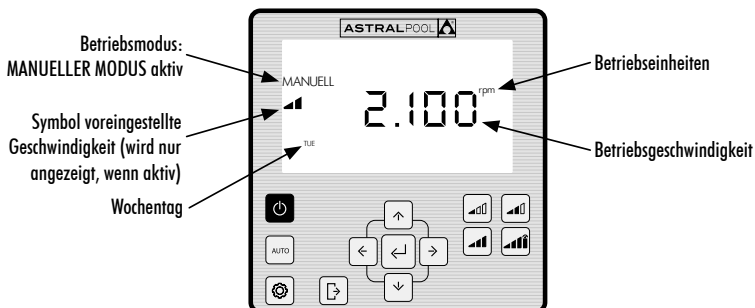 ASTRALPOOL
Betriebsmodus:
MANUELLER MODUS aktiv
MANUELL
rpm
Betriebseinheiten
2.100
Symbol voreingestellte
Geschwindigkeit (wird nur
angezeigt, wenn aktiv)
Betriebsgeschwindigkeit
TUE
Wochentag
AUTO